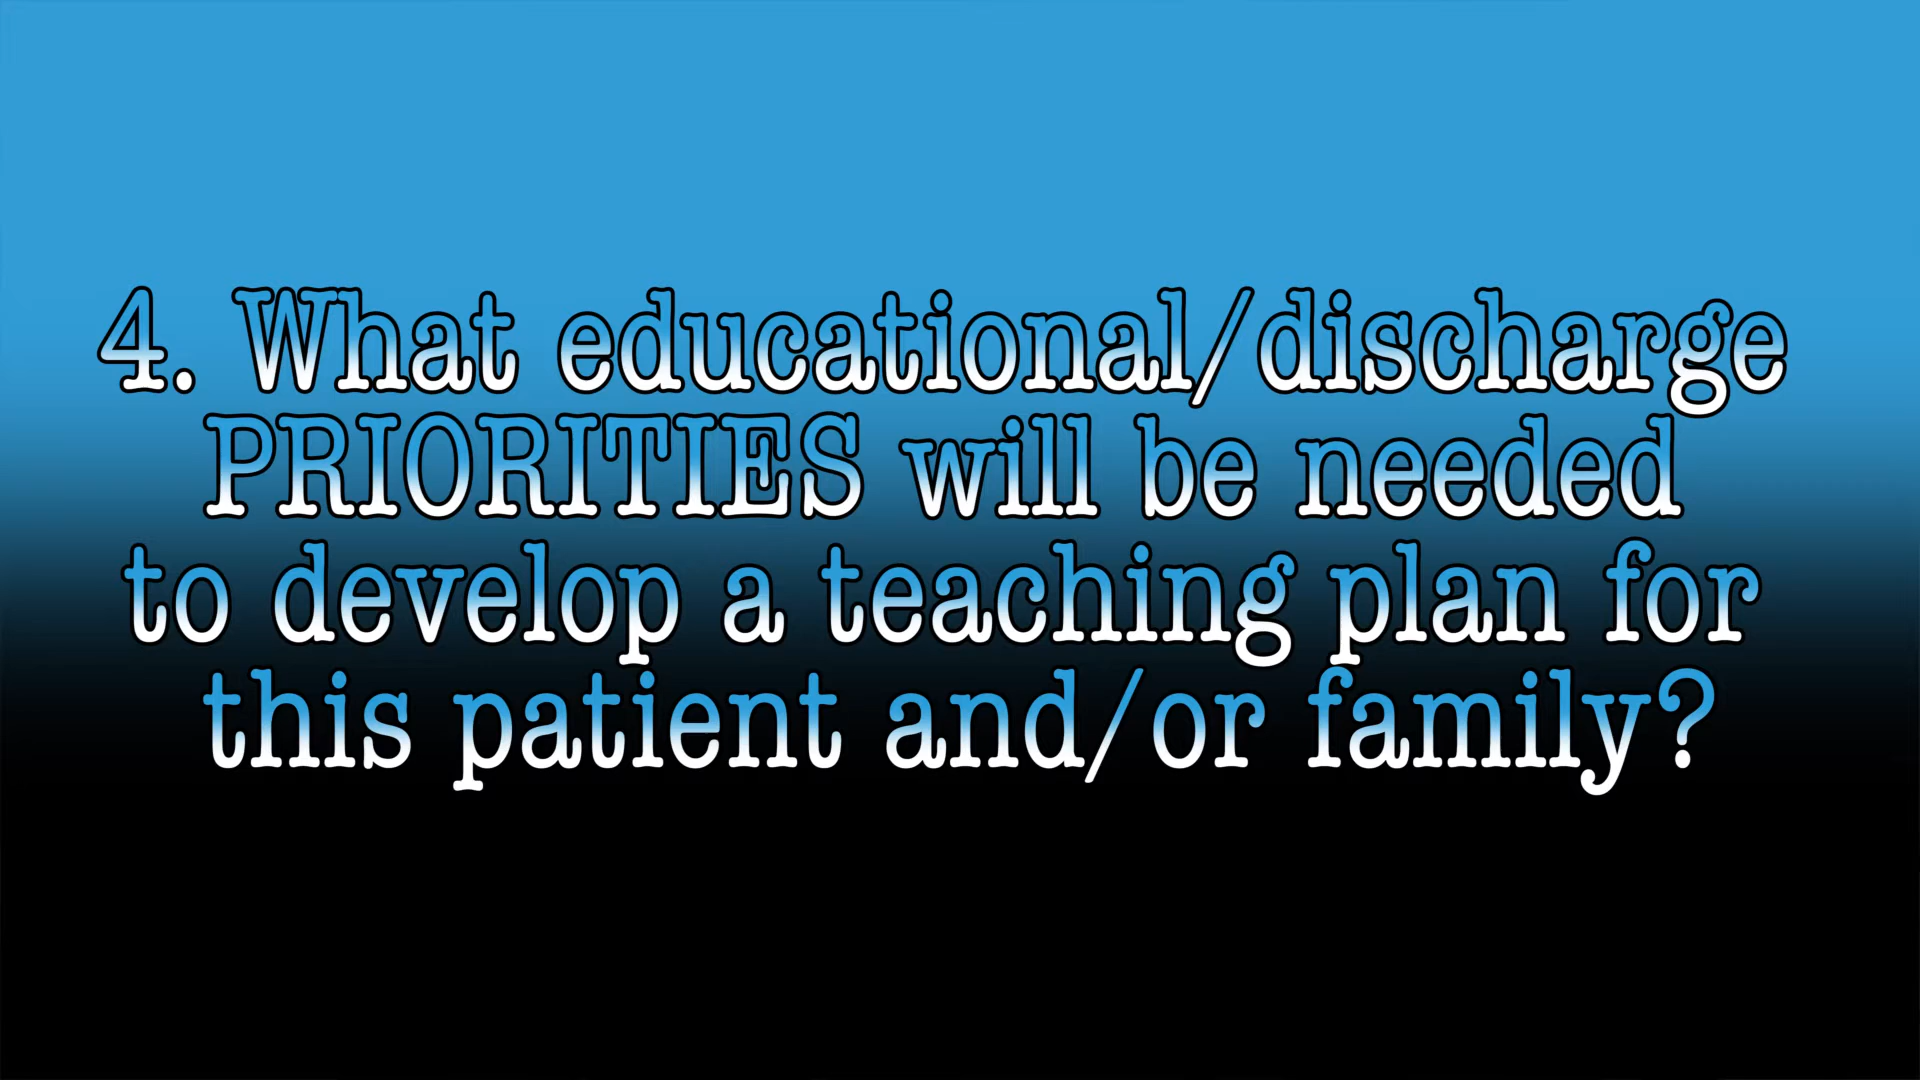 4. What educational/discharge
PRIORITIES will be needed
to develop a teaching plan for
this patient and/or family?